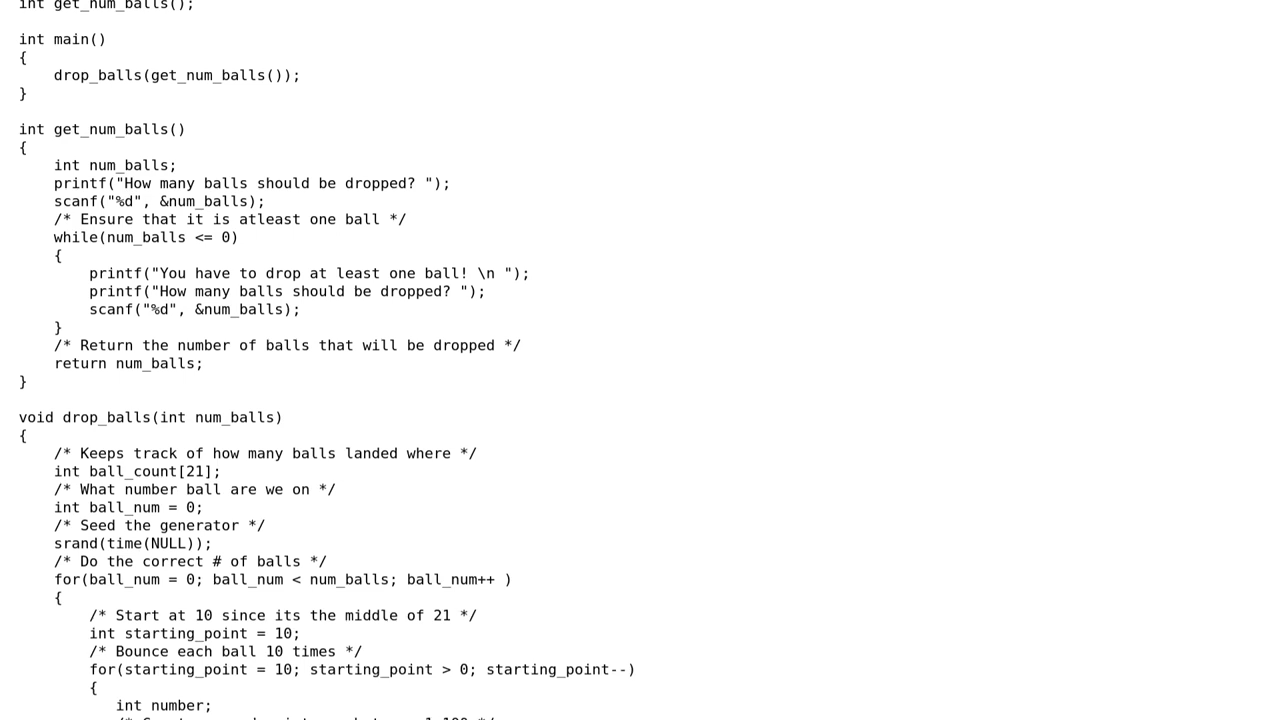 int get_num_balls();

int main()
{
    drop_balls(get_num_balls());
}

int get_num_balls()
{
    int num_balls;
    printf("How many balls should be dropped? ");
    scanf("%d", &num_balls);
    /* Ensure that it is atleast one ball */
    while(num_balls <= 0)
    {
        printf("You have to drop at least one ball! \n ");
        printf("How many balls should be dropped? ");
        scanf("%d", &num_balls);
    }
    /* Return the number of balls that will be dropped */
    return num_balls;
}

void drop_balls(int num_balls)
{
    /* Keeps track of how many balls landed where */
    int ball_count[21];
    /* What number ball are we on */
    int ball_num = 0;
    /* Seed the generator */
    srand(time(NULL));
    /* Do the correct # of balls */
    for(ball_num = 0; ball_num < num_balls; ball_num++ )
    {
        /* Start at 10 since its the middle of 21 */
        int starting_point = 10;
        /* Bounce each ball 10 times */
        for(starting_point = 10; starting_point > 0; starting_point--)
        {
           int number;